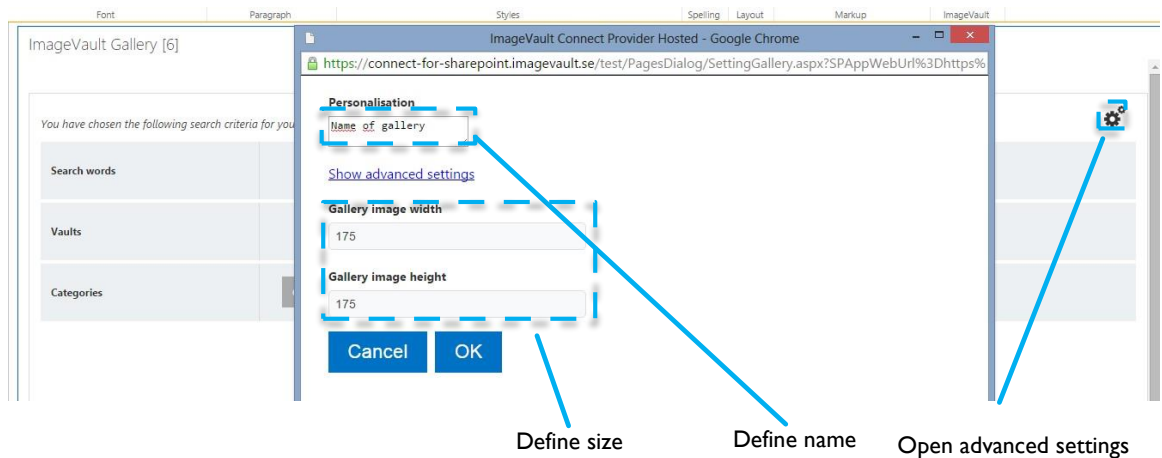 Font Paragraph Styles Spelling Layout Markup ImageVault
ImageVault Gallery [6]
ImageVault Connect Provider Hosted - Google Chrome
https://connect-for-sharepoint.imagevault.se/test/PagesDialog/SettingGallery.aspx?SPAppWebUrl%3Dhttps%
Personalisation
You have chosen the following search criteria for you
Name of gallery
Search words
Show advanced settings
Gallery image width
Vaults
175
Gallery image height
Categories
175
Cancel OK
Define size Define name Open advanced settings